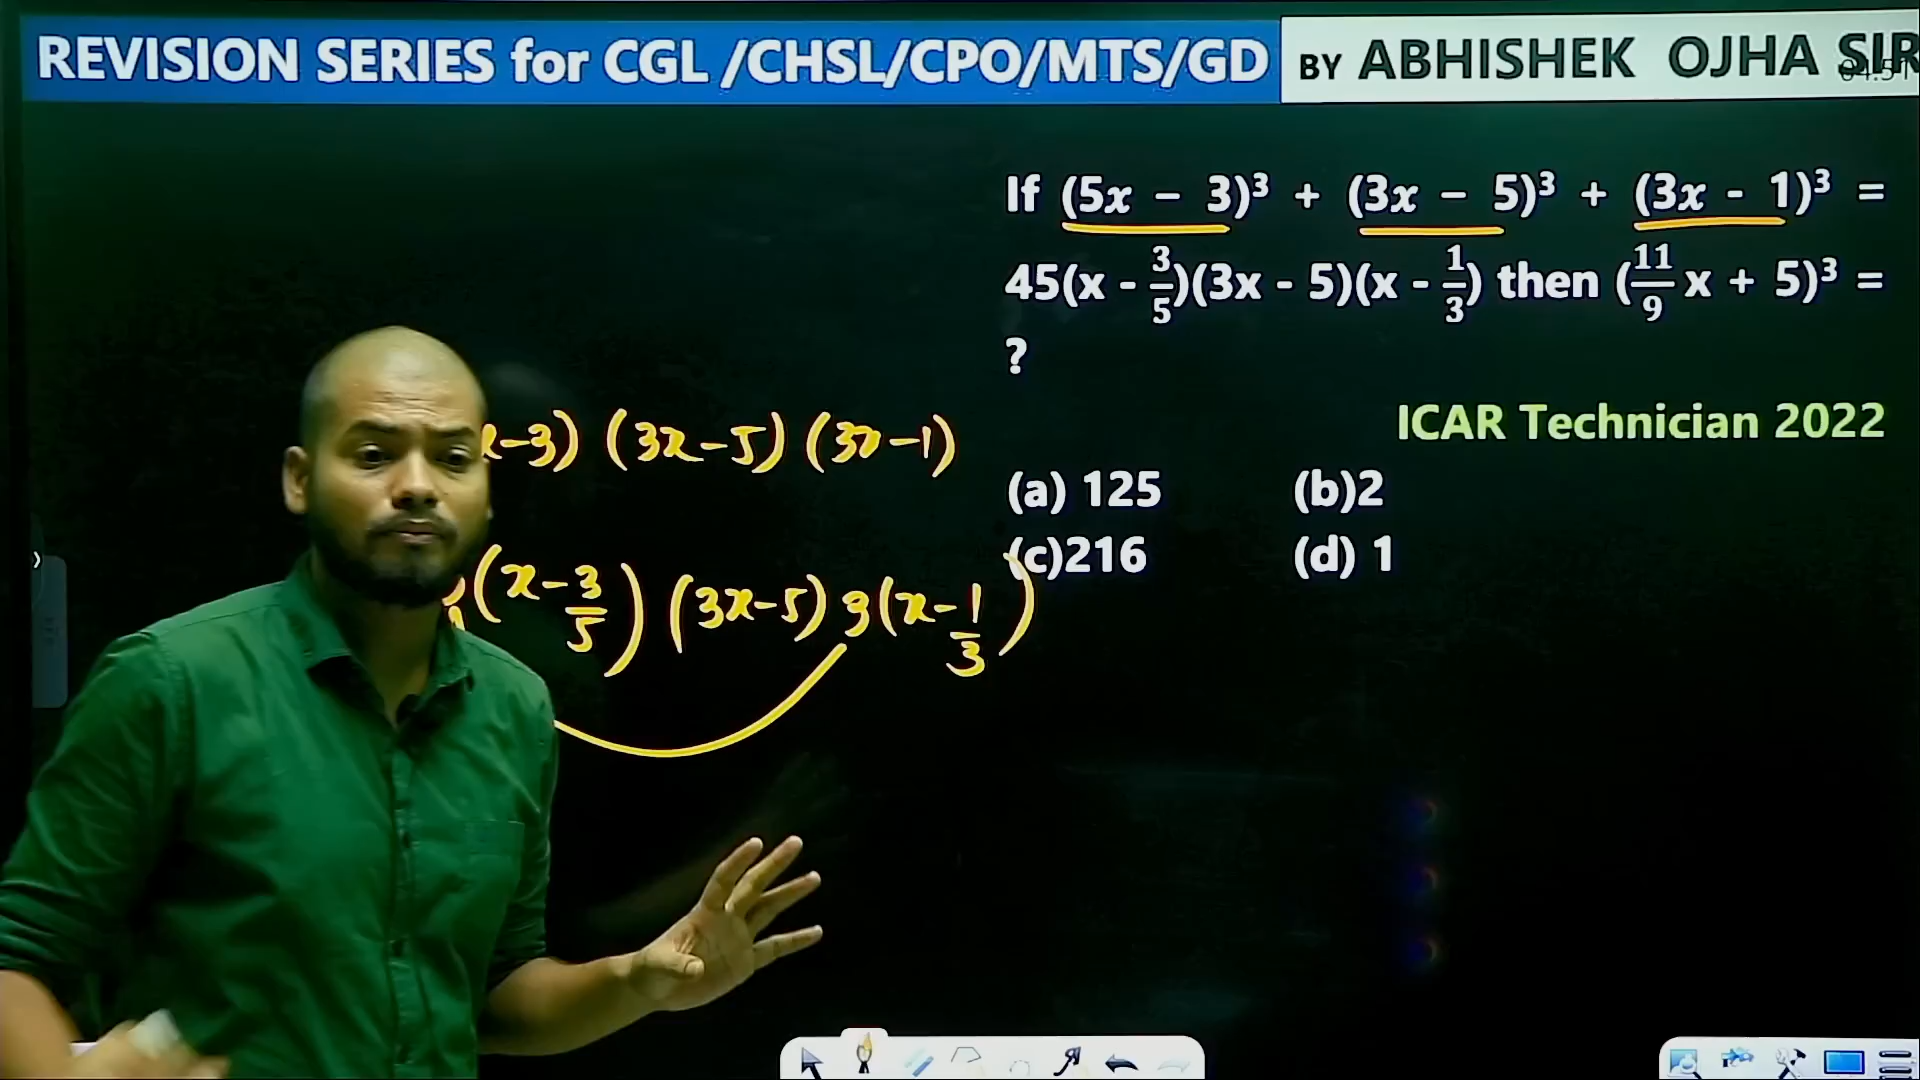 REVISION SERIES for CGL /CHSL/CPO/MTS/GD BY ABHISHEK OJHA SIR
If (5x – 3)³ + (3x – 5)³ + (3x - 1)³ =
45(x - 3/5)(3x - 5)(x - 1/3) then (11/9 x + 5)³ =
?
ICAR Technician 2022
x-3) (3x-5) (3x-1)
(a) 125 (b)2
(c)216 (d) 1
(x-3/5) (3x-5) 3(x-1/3)